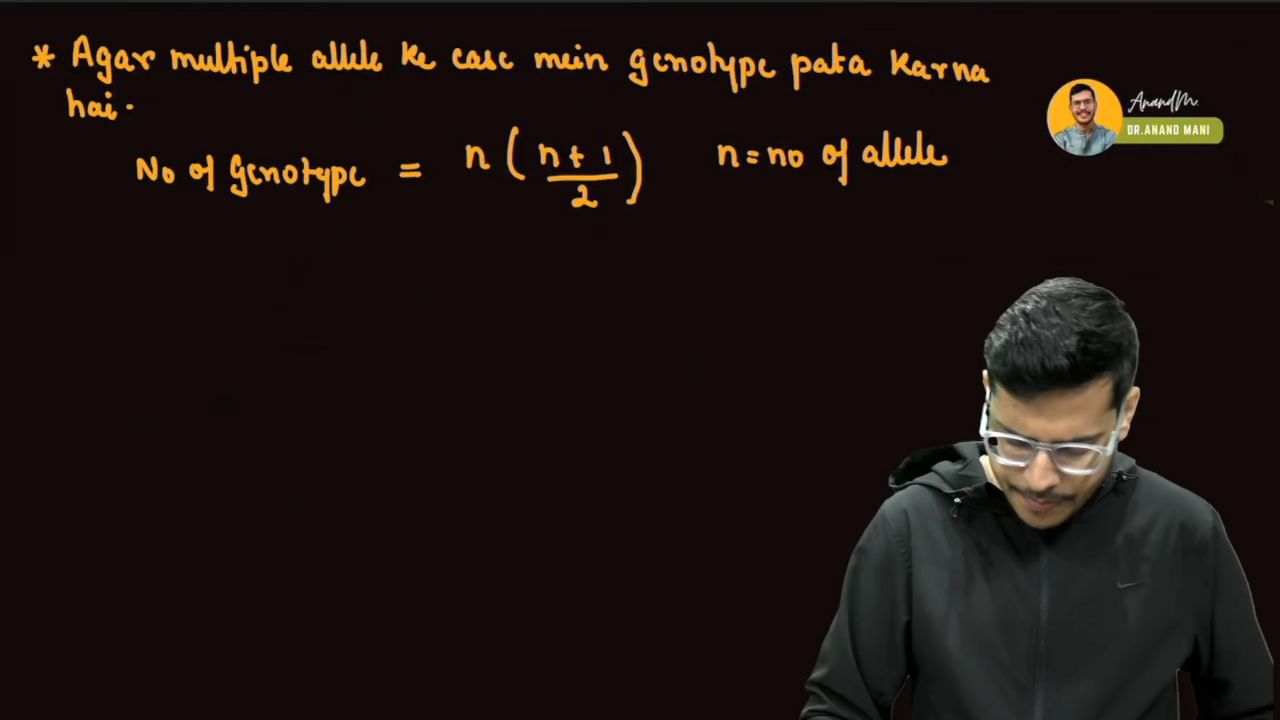 * Agar multiple allele ke case mein genotype pata karna
hai.
No of Genotype = n ( n + 1 / 2 ) n = no of allele
Anand M.
DR.ANAND MANI